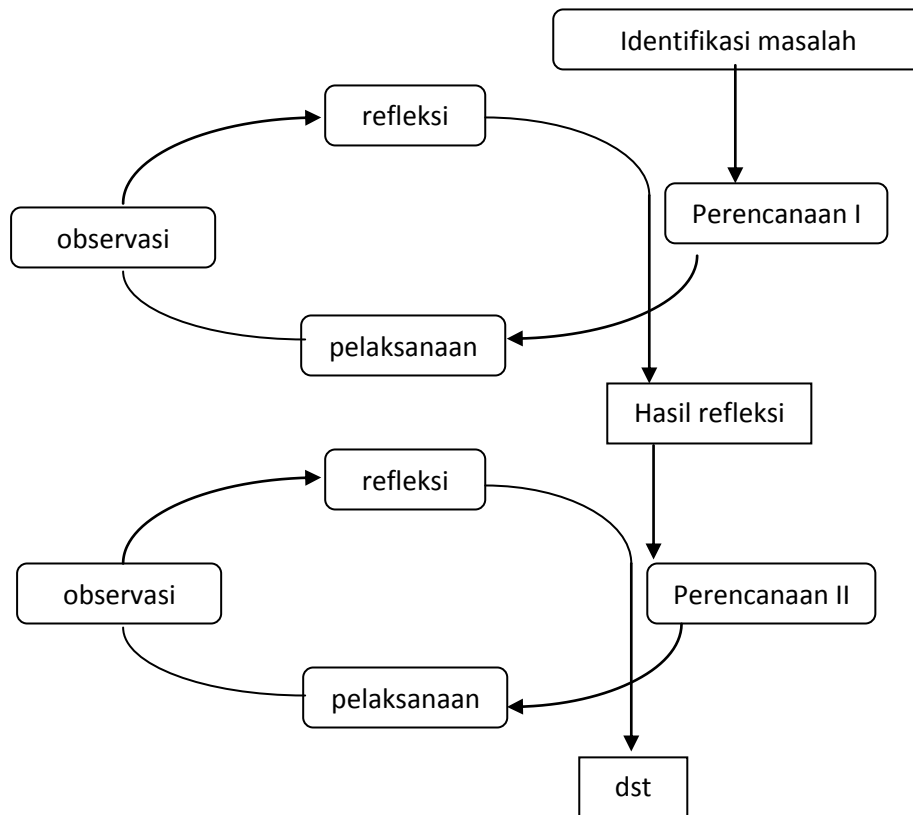 Identifikasi masalah
refleksi
Perencanaan I
observasi
pelaksanaan
Hasil refleksi
refleksi
observasi
Perencanaan II
pelaksanaan
dst